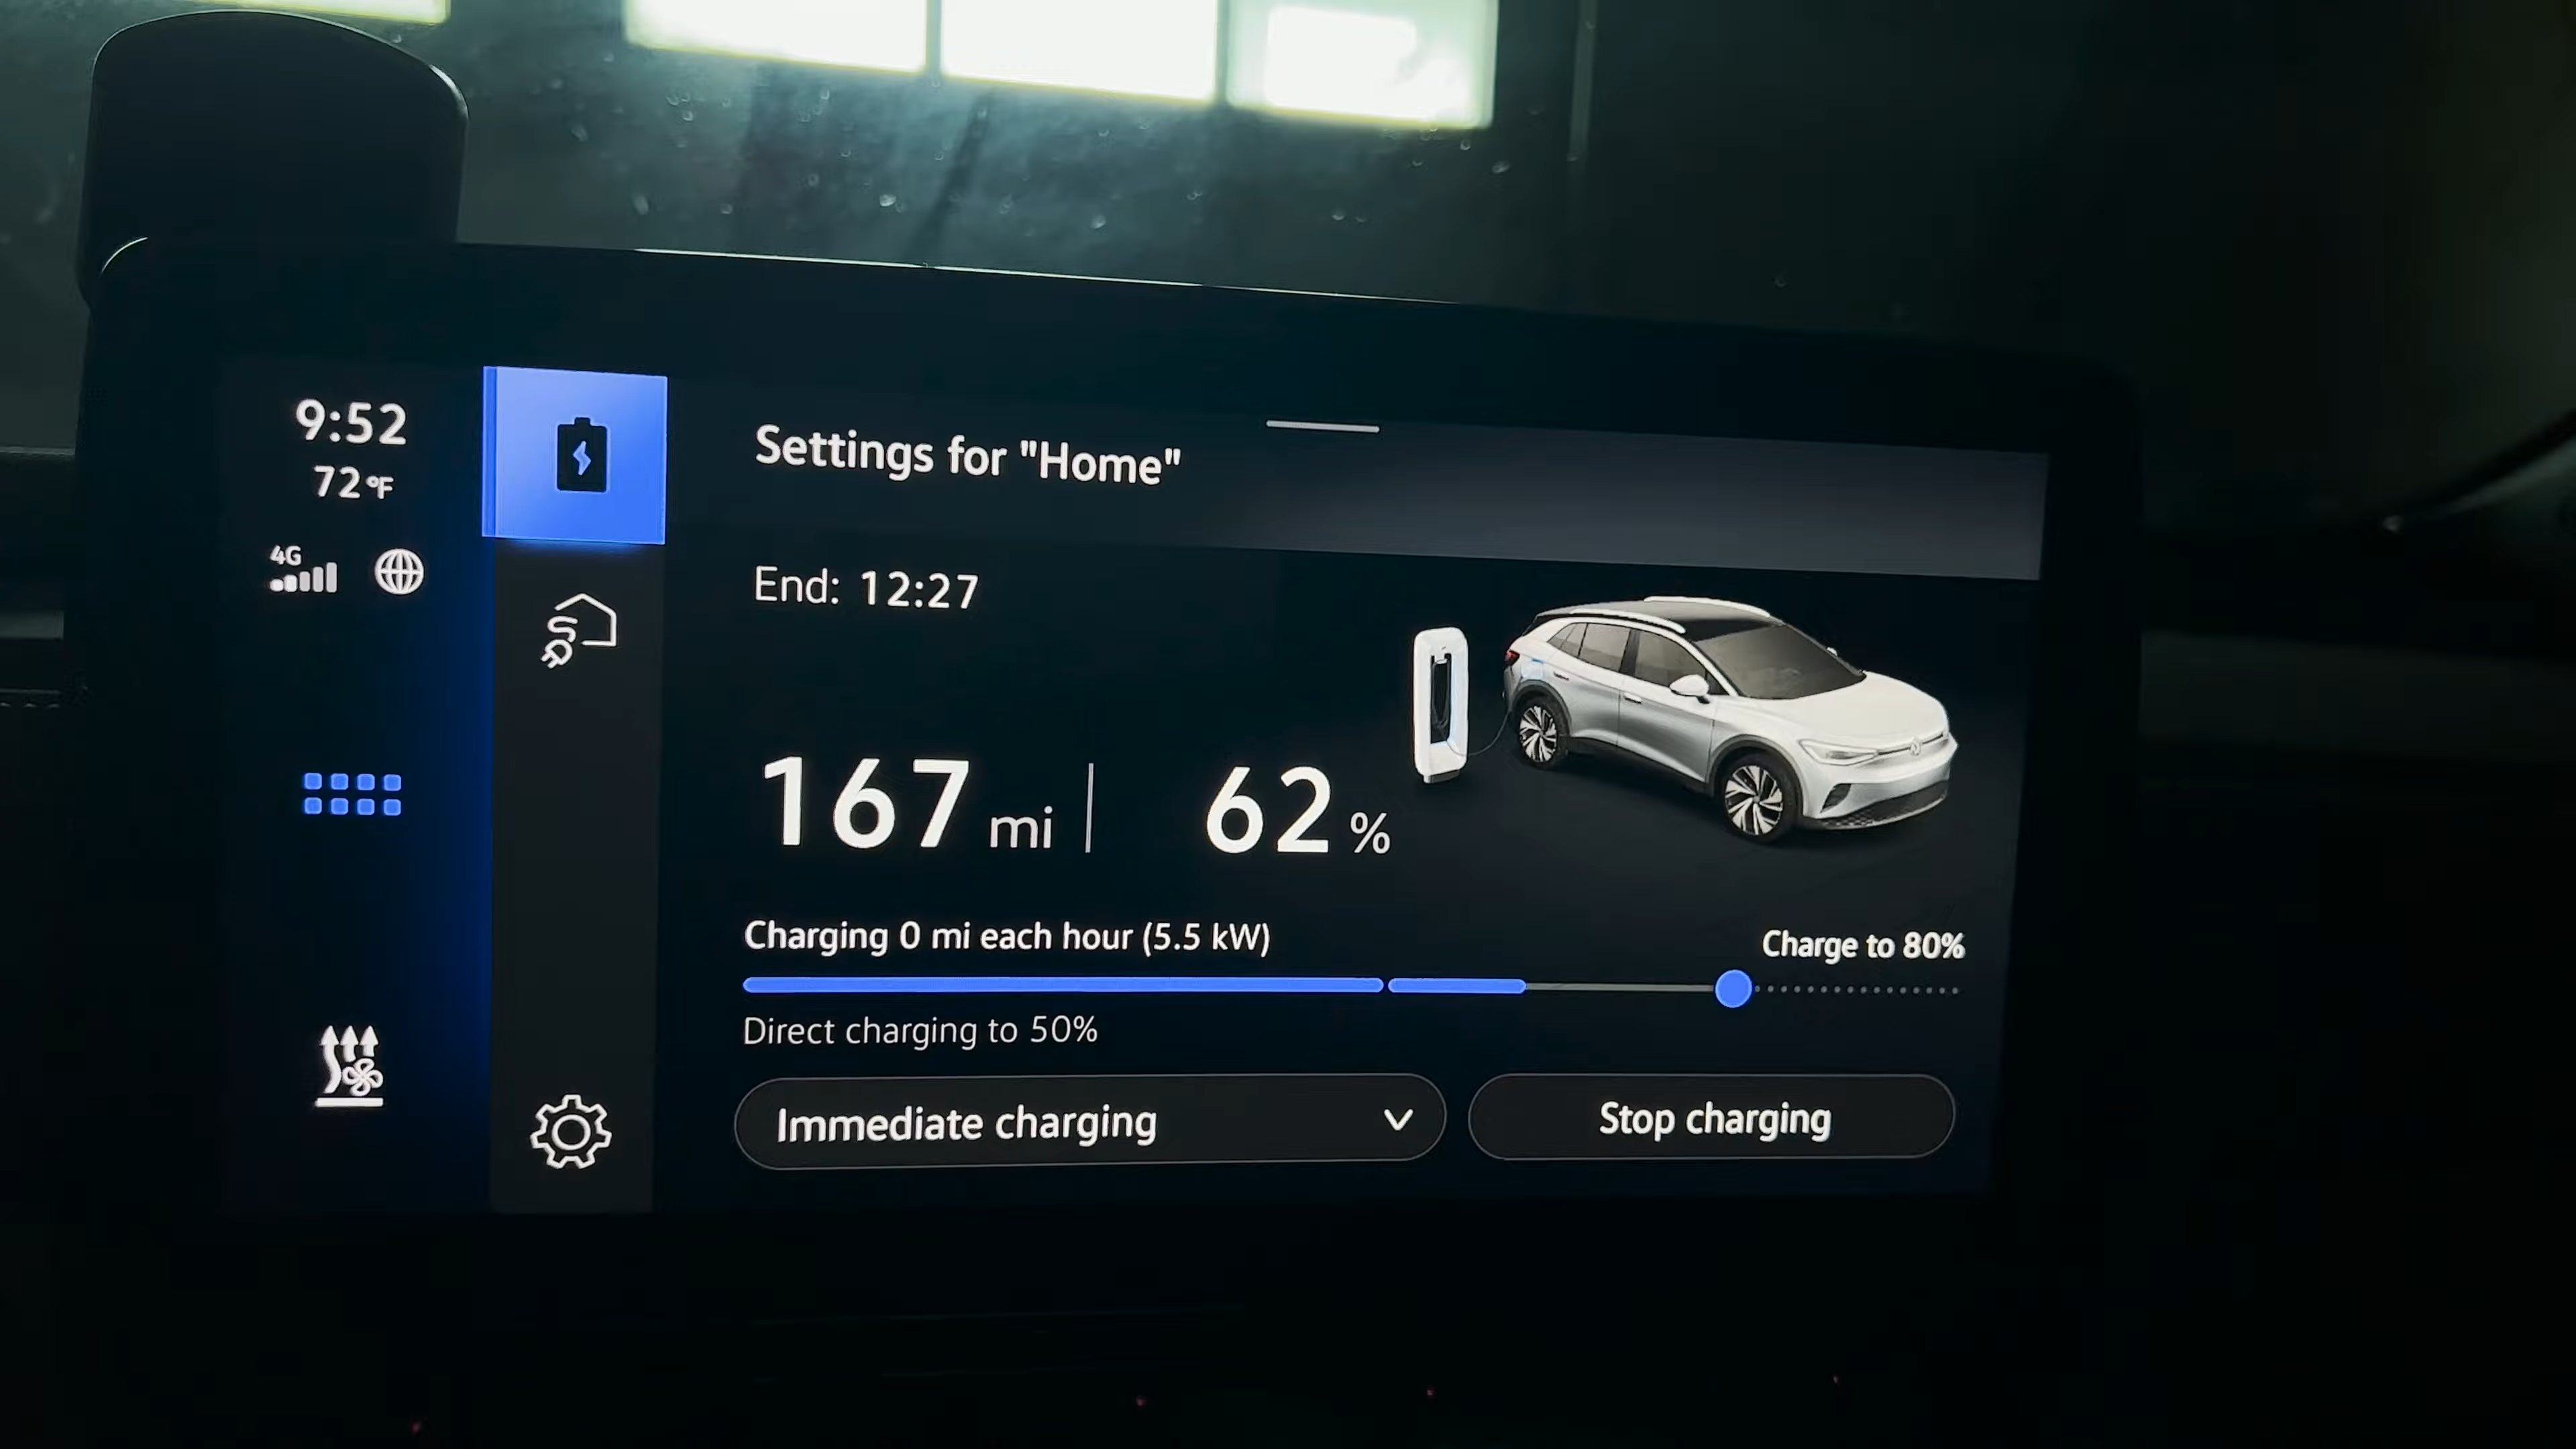 9:52
72°F
4G
Settings for "Home"
End: 12:27
167 mi
62 %
Charging 0 mi each hour (5.5 kW)
Charge to 80%
Direct charging to 50%
Immediate charging
Stop charging